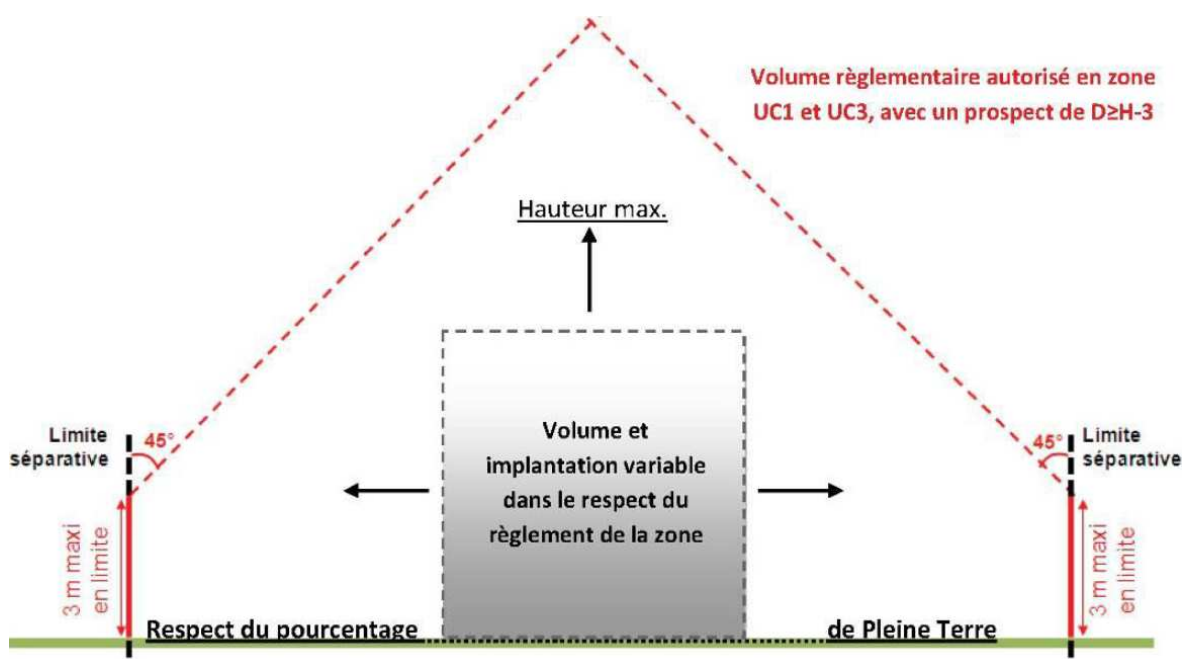 Volume règlementaire autorisé en zone
UC1 et UC3, avec un prospect de D≥H-3
Hauteur max.
Limite
séparative
45°
45°
Limite
séparative
Volume et
implantation variable
dans le respect du
règlement de la zone
3 m maxi
en limite
3 m maxi
en limite
Respect du pourcentage de Pleine Terre